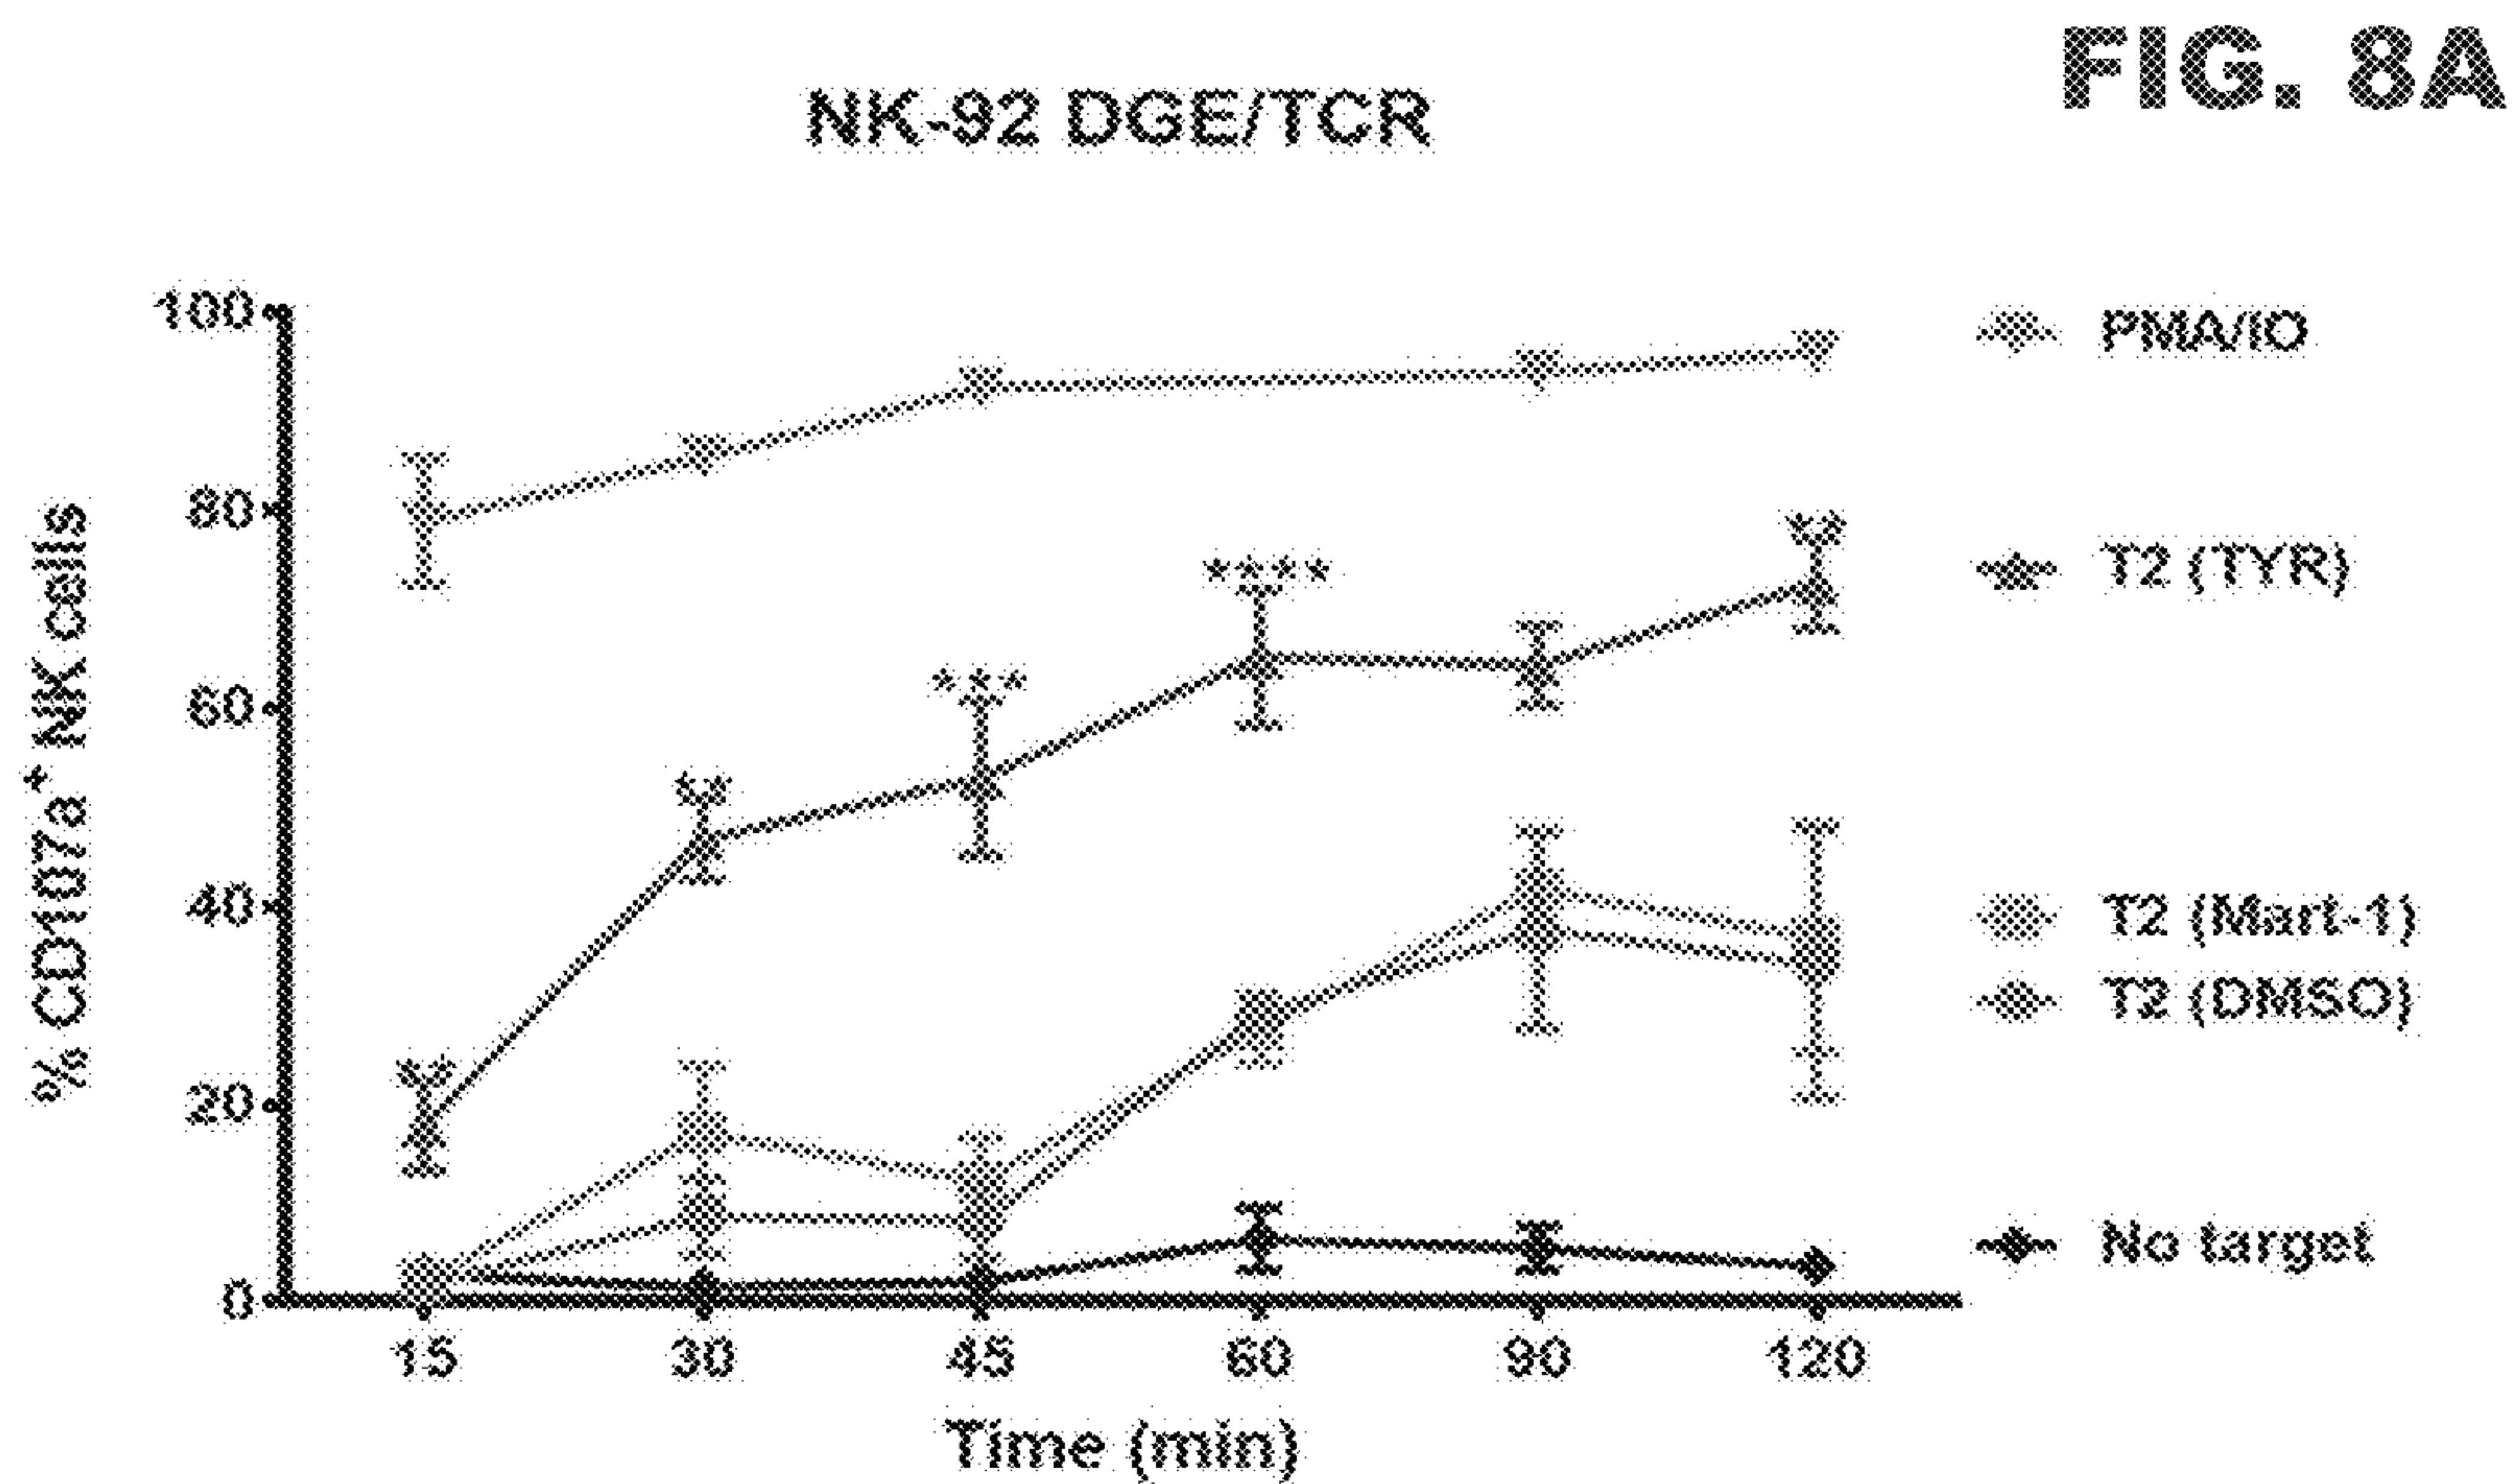 FIG. 8A
NK-92 DGE/TCR
% CD107a+ NK cells
100
80
60
40
20
0
**
**
***
****
**
15
30
45
60
90
120
Time (min)
PMA/IO
T2 (TYR)
T2 (Mart-1)
T2 (DMSO)
No target